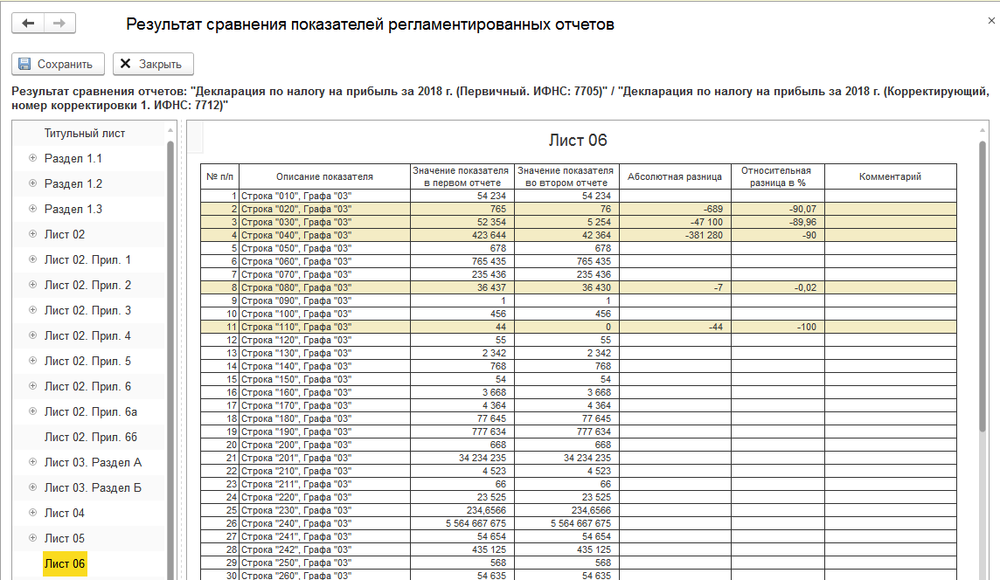 Результат сравнения показателей регламентированных отчетов
Сохранить Закрыть
Результат сравнения отчетов: "Декларация по налогу на прибыль за 2018 г. (Первичный. ИФНС: 7705)" / "Декларация по налогу на прибыль за 2018 г. (Корректирующий,
номер корректировки 1. ИФНС: 7712)"
Титульный лист
Раздел 1.1
Раздел 1.2
Раздел 1.3
Лист 02
Лист 02. Прил. 1
Лист 02. Прил. 2
Лист 02. Прил. 3
Лист 02. Прил. 4
Лист 02. Прил. 5
Лист 02. Прил. 6
Лист 02. Прил. 6а
Лист 02. Прил. 6б
Лист 03. Раздел А
Лист 03. Раздел Б
Лист 04
Лист 05
Лист 06
Лист 06
№ п/п Описание показателя Значение показателя в первом отчете Значение показателя во втором отчете Абсолютная разница Относительная разница в % Комментарий
1 Строка "010", Графа "03" 54 234 54 234
2 Строка "020", Графа "03" 765 76 -689 -90,07
3 Строка "030", Графа "03" 52 354 5 254 -47 100 -89,96
4 Строка "040", Графа "03" 423 644 42 364 -381 280 -90
5 Строка "050", Графа "03" 678 678
6 Строка "060", Графа "03" 765 435 765 435
7 Строка "070", Графа "03" 235 436 235 436
8 Строка "080", Графа "03" 36 437 36 430 -7 -0,02
9 Строка "090", Графа "03" 1 1
10 Строка "100", Графа "03" 456 456
11 Строка "110", Графа "03" 44 0 -44 -100
12 Строка "120", Графа "03" 55 55
13 Строка "130", Графа "03" 2 342 2 342
14 Строка "140", Графа "03" 768 768
15 Строка "150", Графа "03" 54 54
16 Строка "160", Графа "03" 3 668 3 668
17 Строка "170", Графа "03" 4 364 4 364
18 Строка "180", Графа "03" 77 645 77 645
19 Строка "190", Графа "03" 777 634 777 634
20 Строка "200", Графа "03" 668 668
21 Строка "201", Графа "03" 34 234 235 34 234 235
22 Строка "210", Графа "03" 4 523 4 523
23 Строка "211", Графа "03" 66 66
24 Строка "220", Графа "03" 23 525 23 525
25 Строка "230", Графа "03" 234,6566 234,6566
26 Строка "240", Графа "03" 5 564 667 675 5 564 667 675
27 Строка "241", Графа "03" 54 654 54 654
28 Строка "242", Графа "03" 435 125 435 125
29 Строка "250", Графа "03" 568 568
30 Строка "260", Графа "03" 54 635 54 635